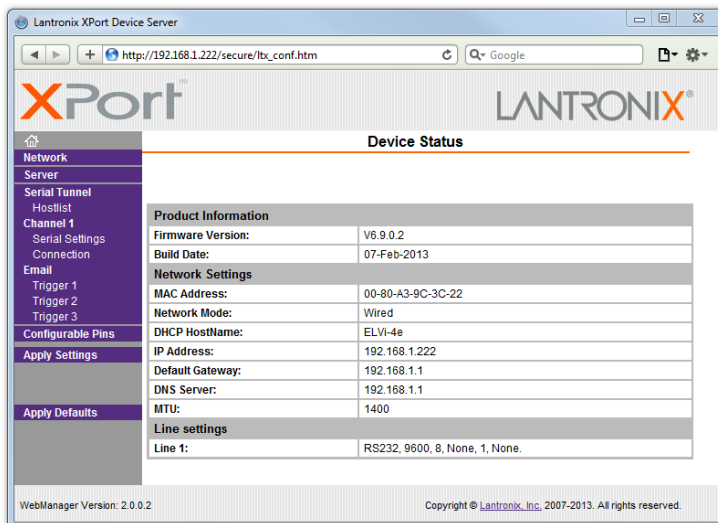 Lantronix XPort Device Server
http://192.168.1.222/secure/ltx_conf.htm
Google
XPort™
LANTRONIX®
Device Status
Network
Server
Serial Tunnel
Hostlist
Channel 1
Serial Settings
Connection
Email
Trigger 1
Trigger 2
Trigger 3
Configurable Pins
Apply Settings
Apply Defaults
Product Information
Firmware Version: V6.9.0.2
Build Date: 07-Feb-2013
Network Settings
MAC Address: 00-80-A3-9C-3C-22
Network Mode: Wired
DHCP HostName: ELVi-4e
IP Address: 192.168.1.222
Default Gateway: 192.168.1.1
DNS Server: 192.168.1.1
MTU: 1400
Line settings
Line 1: RS232, 9600, 8, None, 1, None.
WebManager Version: 2.0.0.2
Copyright © Lantronix, Inc. 2007-2013. All rights reserved.